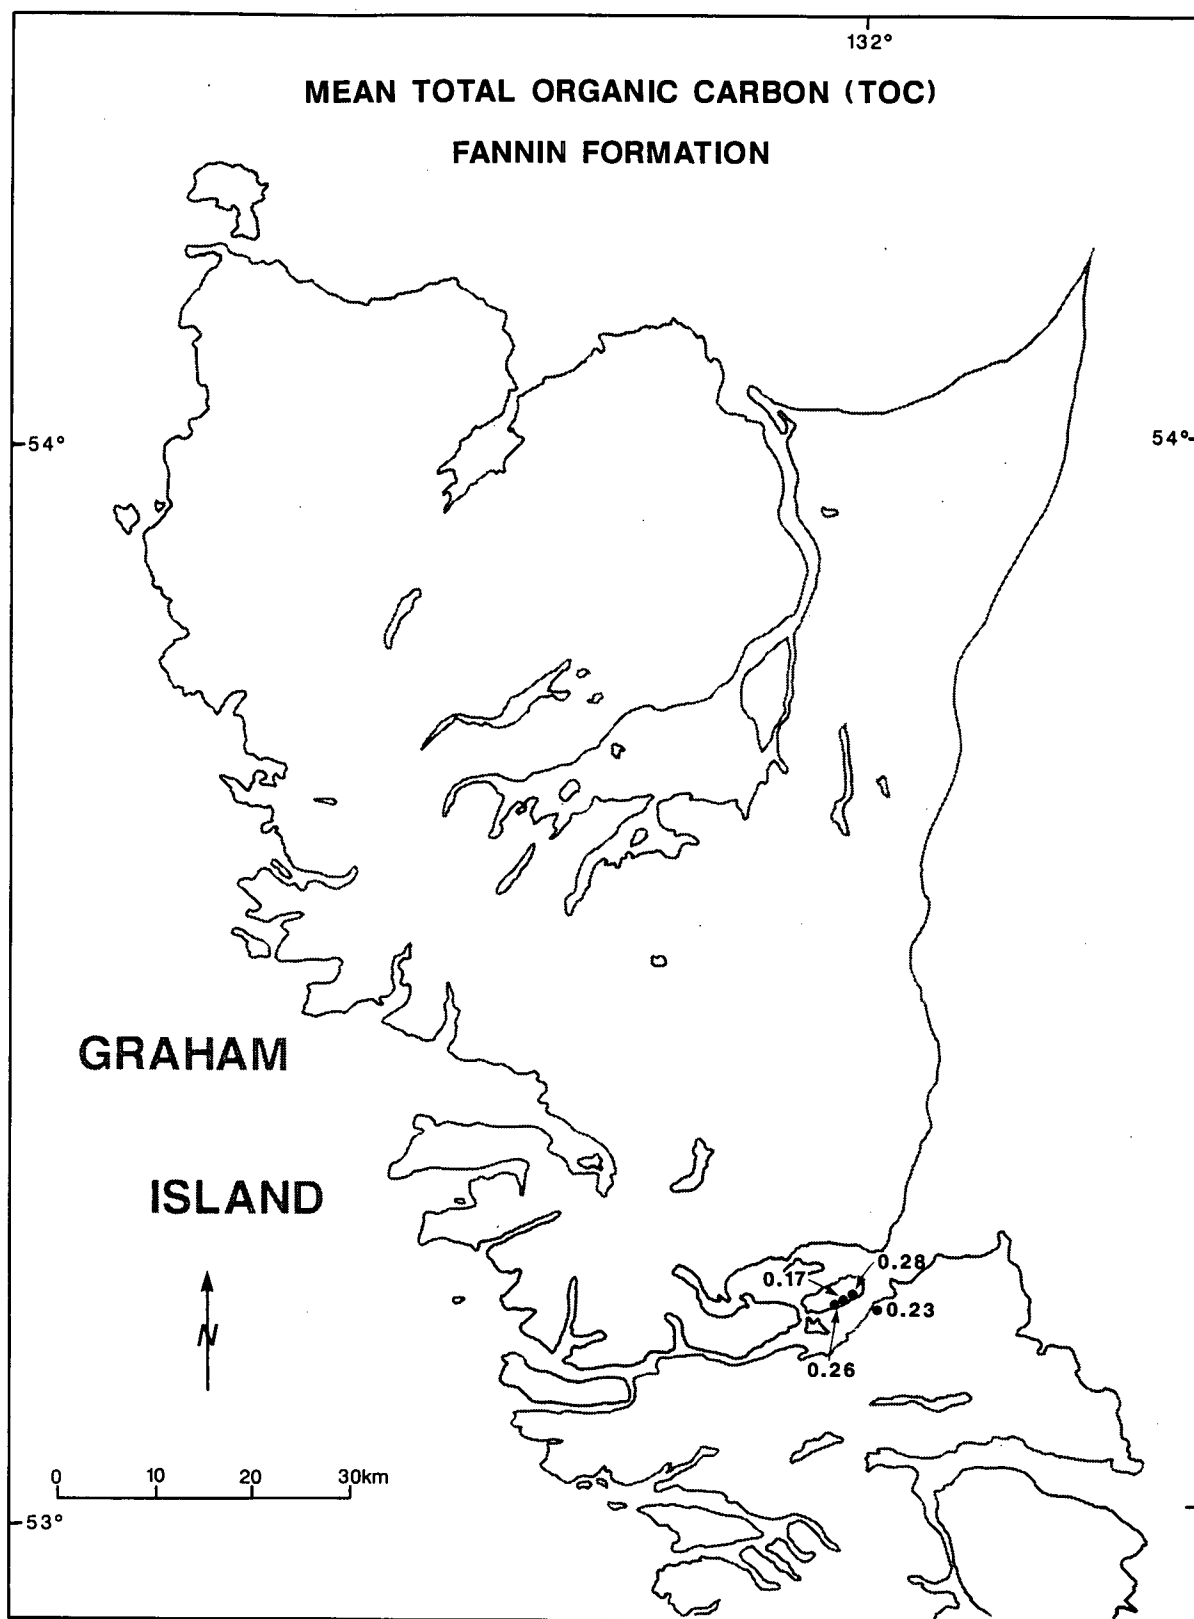 132°
MEAN TOTAL ORGANIC CARBON (TOC)
FANNIN FORMATION
54° 54°
GRAHAM
ISLAND
0.28
0.17
0.23
N
0.26
0 10 20 30km
53°